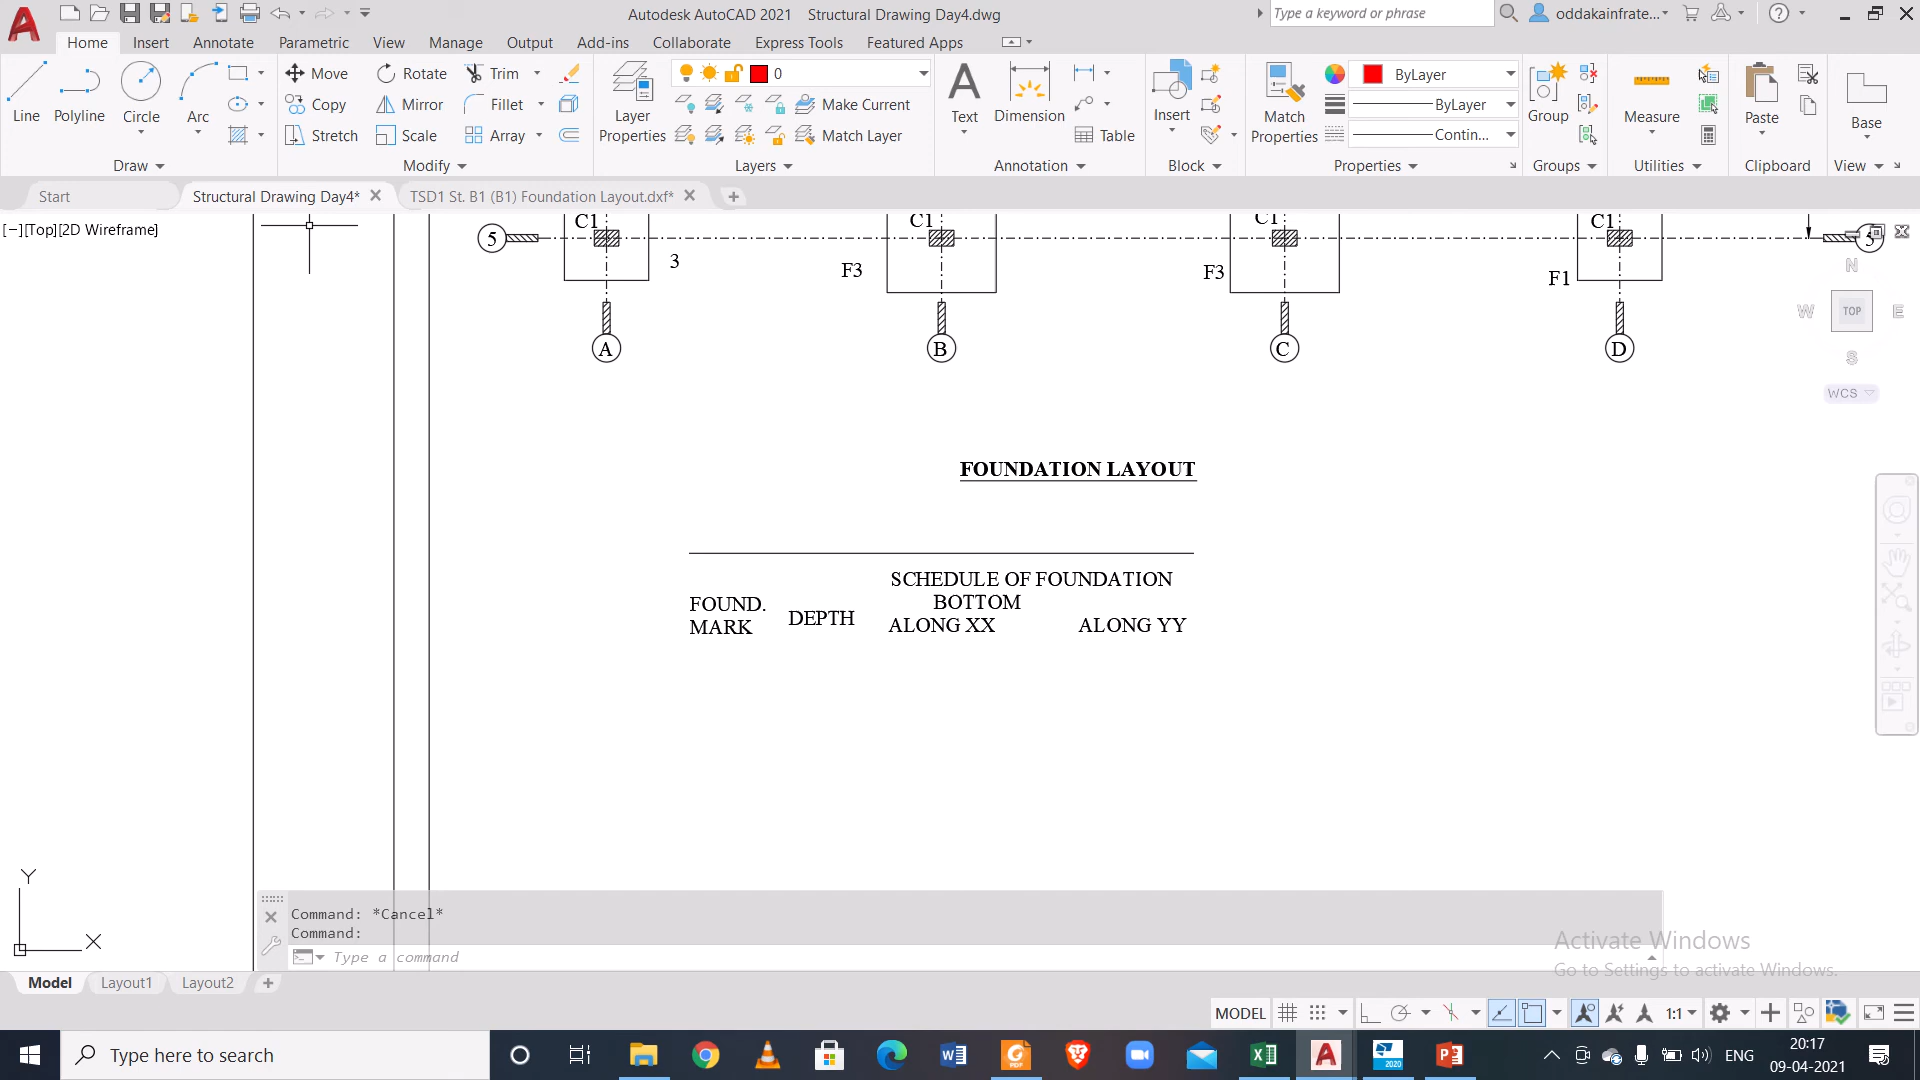 Autodesk AutoCAD 2021 Structural Drawing Day4.dwg
Type a keyword or phrase
oddakainfrate...
Home Insert Annotate Parametric View Manage Output Add-ins Collaborate Express Tools Featured Apps
Line Polyline Circle Arc
Move Rotate Trim
Copy Mirror Fillet
Stretch Scale Array
Layer Properties
0
Make Current
Match Layer
Text Dimension
Table
Insert
Match Properties
ByLayer
ByLayer
Contin...
Group
Measure
Paste
Base
Draw Modify Layers Annotation Block Properties Groups Utilities Clipboard View
Start
Structural Drawing Day4*
TSD1 St. B1 (B1) Foundation Layout.dxf*
[−][Top][2D Wireframe]
C1 C1 C1 C1
5 5
3 F3 F3 F1
A B C D
N
W TOP E
S
WCS
FOUNDATION LAYOUT
SCHEDULE OF FOUNDATION
FOUND.
MARK
DEPTH
BOTTOM
ALONG XX ALONG YY
Y
X
Command: *Cancel*
Command:
Type a command
Activate Windows
Go to Settings to activate Windows.
Model Layout1 Layout2
MODEL
1:1
Type here to search
PDF
2020
ENG
20:17
09-04-2021